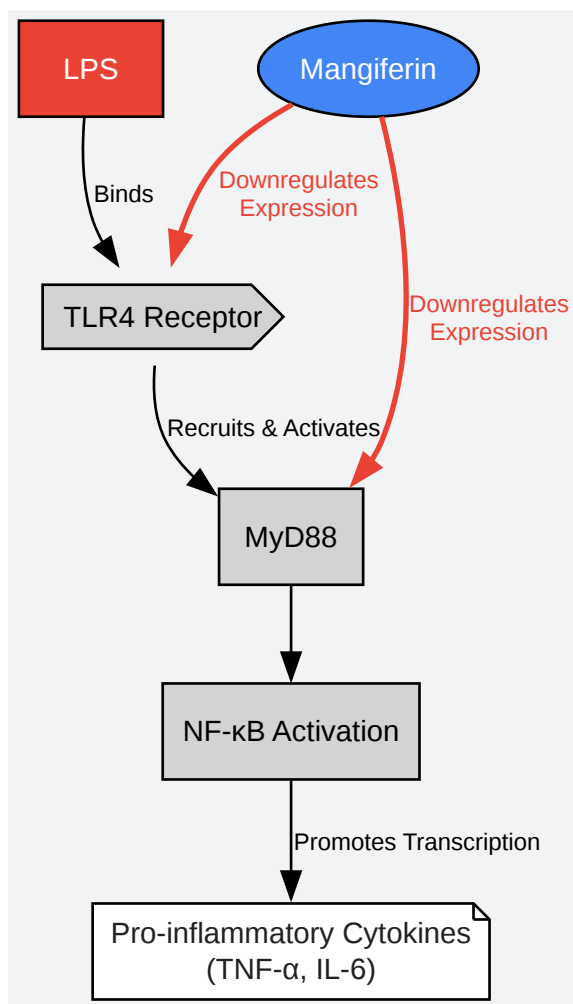 LPS
Mangiferin
Binds
Downregulates
Expression
TLR4 Receptor
Downregulates
Expression
Recruits & Activates
MyD88
NF-κB Activation
Promotes Transcription
Pro-inflammatory Cytokines
(TNF-α, IL-6)